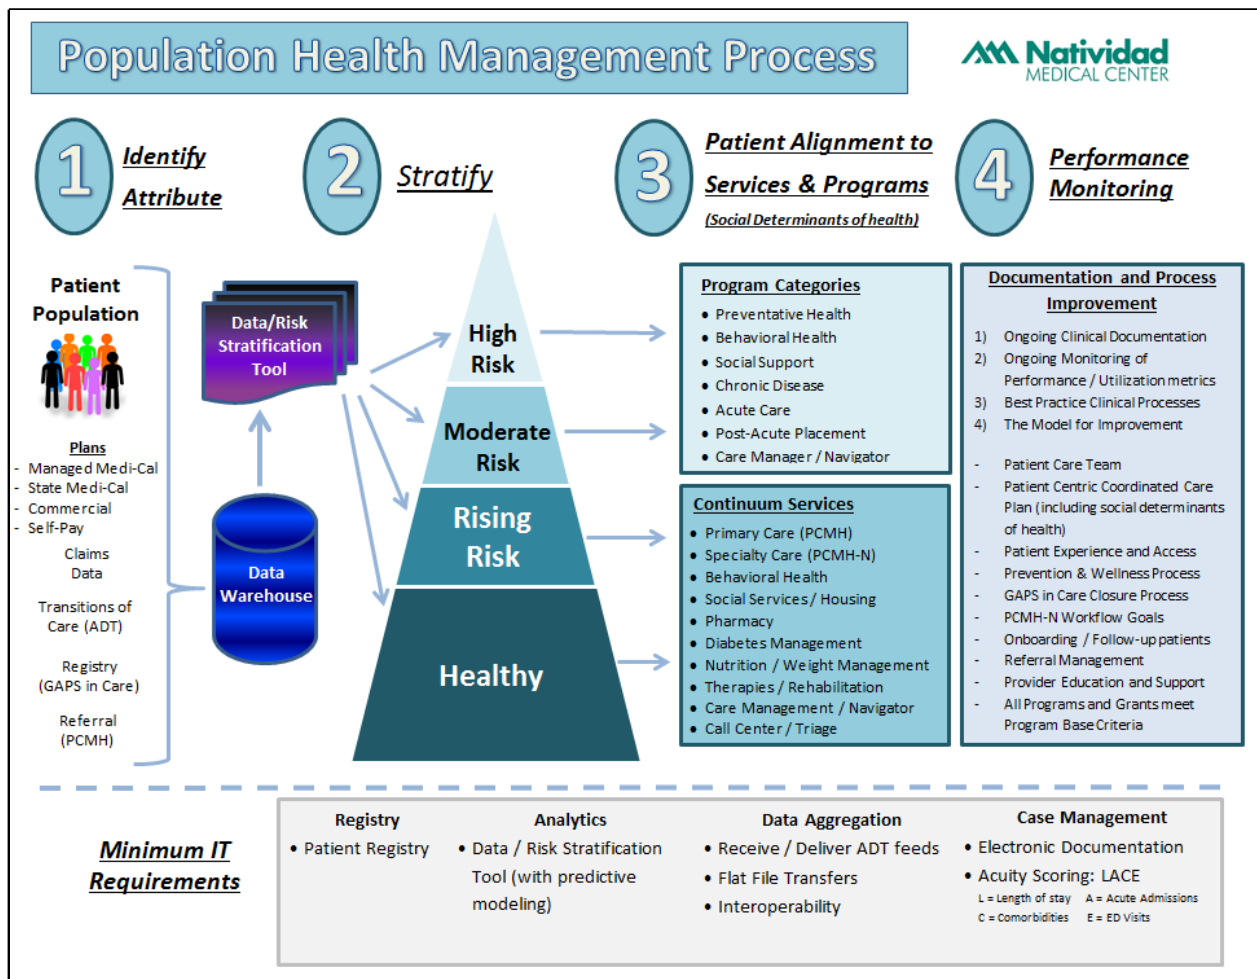 Population Health Management Process
Natividad
MEDICAL CENTER
1
Identify
Attribute
2
Stratify
3
Patient Alignment to
Services & Programs
(Social Determinants of health)
4
Performance
Monitoring
Patient
Population
Plans
- Managed Medi-Cal
- State Medi-Cal
- Commercial
- Self-Pay
Claims
Data
Transitions of
Care (ADT)
Registry
(GAPS in Care)
Referral
(PCMH)
Data/Risk
Stratification
Tool
Data
Warehouse
High
Risk
Moderate
Risk
Rising
Risk
Healthy
Program Categories
• Preventative Health
• Behavioral Health
• Social Support
• Chronic Disease
• Acute Care
• Post-Acute Placement
• Care Manager / Navigator
Continuum Services
• Primary Care (PCMH)
• Specialty Care (PCMH-N)
• Behavioral Health
• Social Services / Housing
• Pharmacy
• Diabetes Management
• Nutrition / Weight Management
• Therapies / Rehabilitation
• Care Management / Navigator
• Call Center / Triage
Documentation and Process
Improvement
1) Ongoing Clinical Documentation
2) Ongoing Monitoring of
Performance / Utilization metrics
3) Best Practice Clinical Processes
4) The Model for Improvement
- Patient Care Team
- Patient Centric Coordinated Care
Plan (including social determinants
of health)
- Patient Experience and Access
- Prevention & Wellness Process
- GAPS in Care Closure Process
- PCMH-N Workflow Goals
- Onboarding / Follow-up patients
- Referral Management
- Provider Education and Support
- All Programs and Grants meet
Program Base Criteria
Minimum IT
Requirements
Registry
• Patient Registry
Analytics
• Data / Risk Stratification
Tool (with predictive
modeling)
Data Aggregation
• Receive / Deliver ADT feeds
• Flat File Transfers
• Interoperability
Case Management
• Electronic Documentation
• Acuity Scoring: LACE
L = Length of stay A = Acute Admissions
C = Comorbidities E = ED Visits